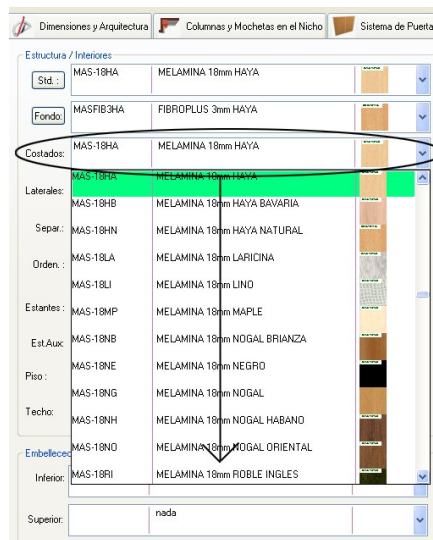 Dimensiones y Arquitectura Columnas y Mochetas en el Nicho Sistema de Puerta
Estructura / Interiores
Std. : MAS-18HA MELAMINA 18mm HAYA
Fondo: MASFIB3HA FIBROPLUS 3mm HAYA
Costados: MAS-18HA MELAMINA 18mm HAYA
MAS-18HA MELAMINA 18mm HAYA
Laterales:
MAS-18HB MELAMINA 18mm HAYA BAVARIA
Separ.: MAS-18HN MELAMINA 18mm HAYA NATURAL
Orden. : MAS-18LA MELAMINA 18mm LARICINA
MAS-18LI MELAMINA 18mm LINO
Estantes : MAS-18MP MELAMINA 18mm MAPLE
Est.Aux: MAS-18NB MELAMINA 18mm NOGAL BRIANZA
Piso : MAS-18NE MELAMINA 18mm NEGRO
MAS-18NG MELAMINA 18mm NOGAL
Techo:
MAS-18NH MELAMINA 18mm NOGAL HABANO
Embellecec MAS-18NO MELAMINA 18mm NOGAL ORIENTAL
Inferior: MAS-18RI MELAMINA 18mm ROBLE INGLES
Superior: nada